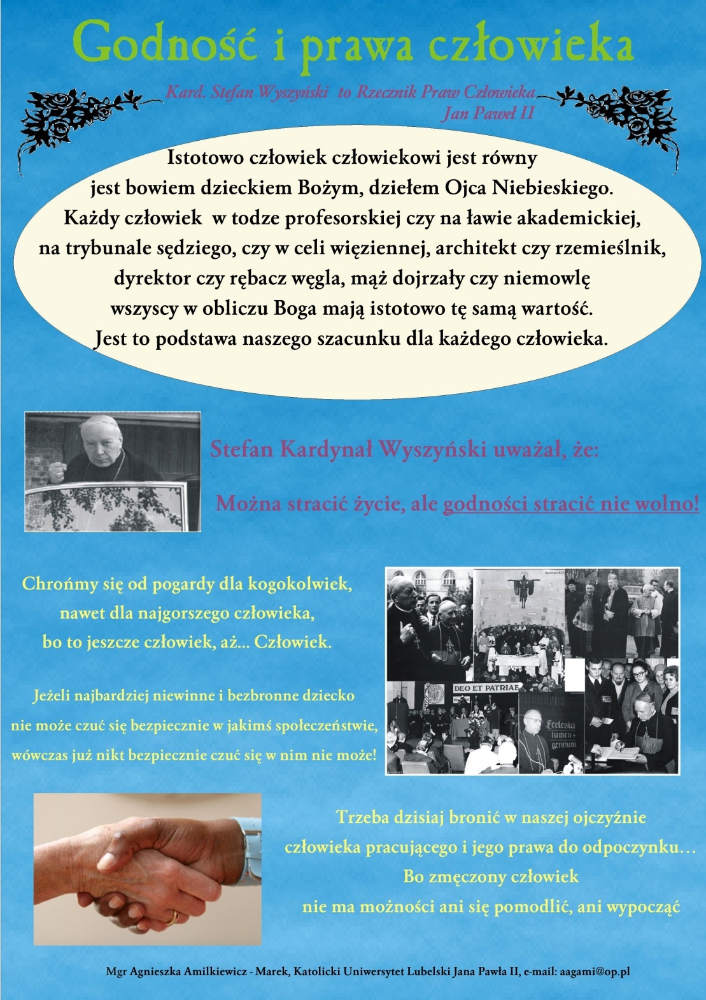 Godność i prawa człowieka
Kard. Stefan Wyszyński to Rzecznik Praw Człowieka
Jan Paweł II
Istotowo człowiek człowiekowi jest równy
jest bowiem dzieckiem Bożym, dziełem Ojca Niebieskiego.
Każdy człowiek w todze profesorskiej czy na ławie akademickiej,
na trybunale sędziego, czy w celi więziennej, architekt czy rzemieślnik,
dyrektor czy rębacz węgla, mąż dojrzały czy niemowlę
wszyscy w obliczu Boga mają istotowo tę samą wartość.
Jest to podstawa naszego szacunku dla każdego człowieka.
Stefan Kardynał Wyszyński uważał, że:
Można stracić życie, ale godności stracić nie wolno!
Chrońmy się od pogardy dla kogokolwiek,
nawet dla najgorszego człowieka,
bo to jeszcze człowiek, aż... Człowiek.
Jeżeli najbardziej niewinne i bezbronne dziecko
nie może czuć się bezpiecznie w jakimś społeczeństwie,
wówczas już nikt bezpiecznie czuć się w nim nie może!
Archiwum KUL
DEO ET PATRIAE
Ecclesia
lumen+
gentium
Trzeba dzisiaj bronić w naszej ojczyźnie
człowieka pracującego i jego prawa do odpoczynku…
Bo zmęczony człowiek
nie ma możności ani się pomodlić, ani wypocząć
Mgr Agnieszka Amilkiewicz - Marek, Katolicki Uniwersytet Lubelski Jana Pawła II, e-mail: aagami@op.pl